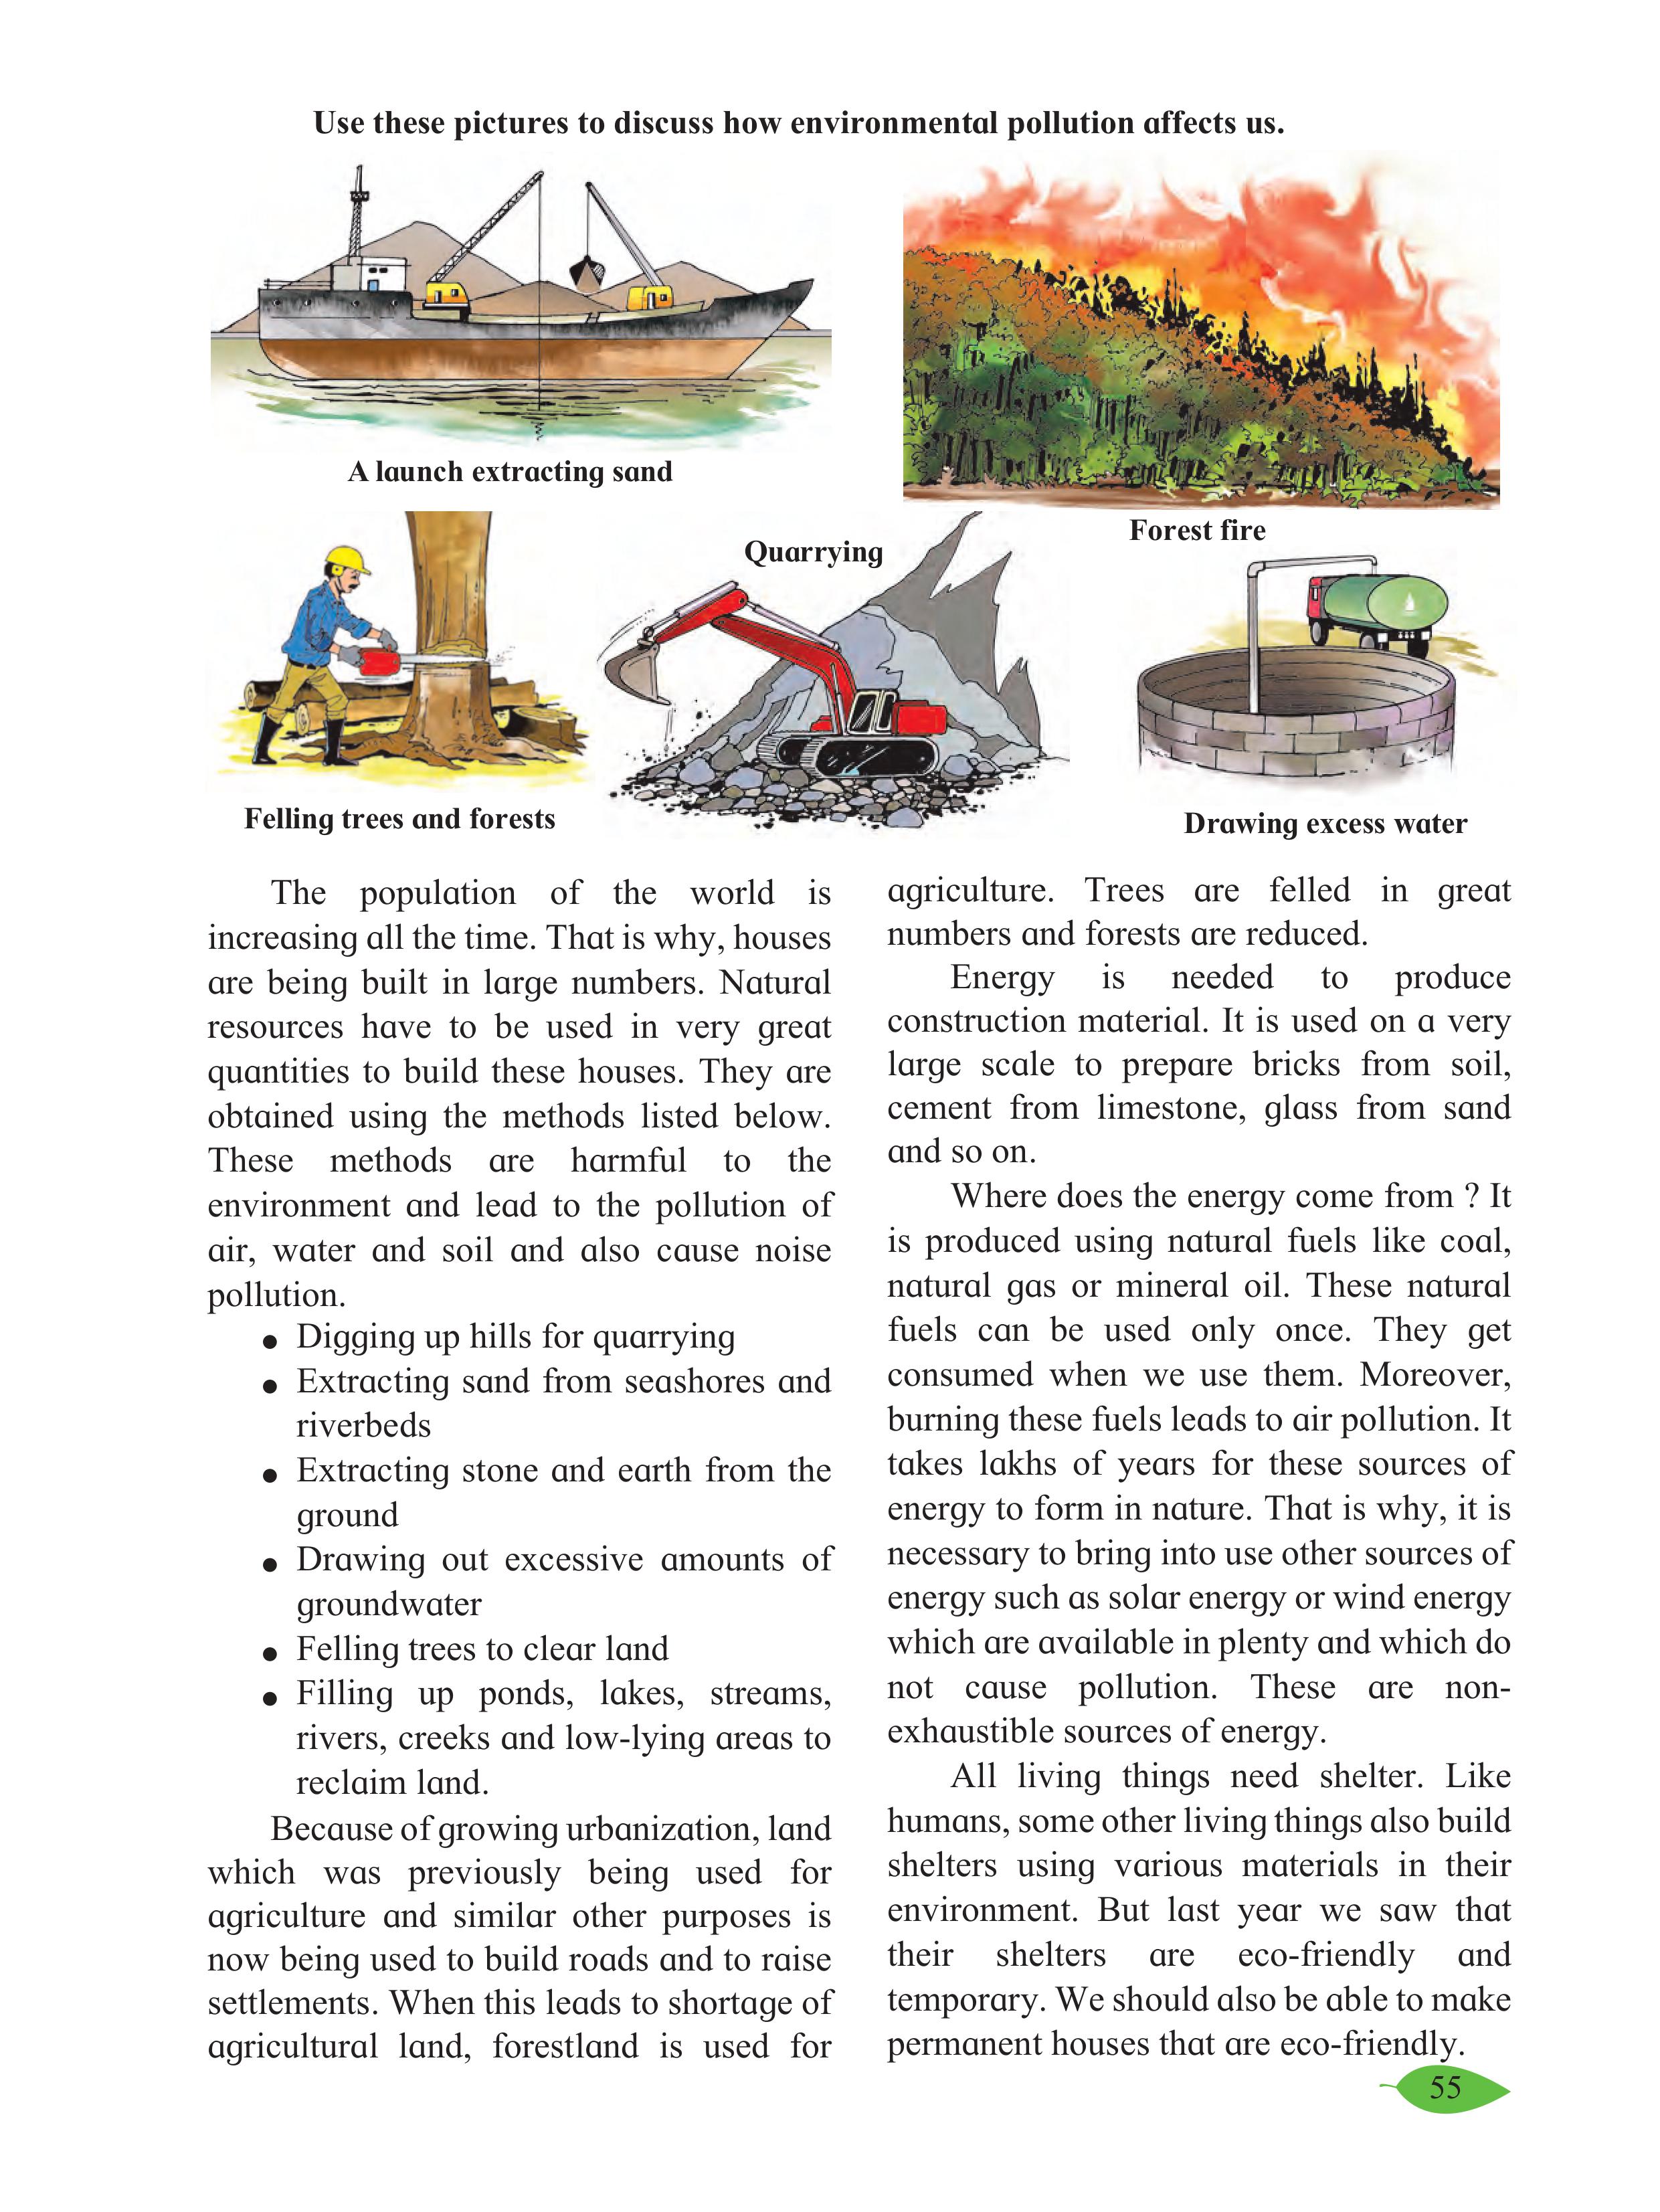 Use these pictures to discuss how environmental pollution affects us.
A launch extracting sand
Forest fire
Quarrying
Felling trees and forests
Drawing excess water
The population of the world is
increasing all the time. That is why, houses
are being built in large numbers. Natural
resources have to be used in very great
quantities to build these houses. They are
obtained using the methods listed below.
These methods are harmful to the
environment and lead to the pollution of
air, water and soil and also cause noise
pollution.
● Digging up hills for quarrying
● Extracting sand from seashores and
riverbeds
● Extracting stone and earth from the
ground
● Drawing out excessive amounts of
groundwater
● Felling trees to clear land
● Filling up ponds, lakes, streams,
rivers, creeks and low-lying areas to
reclaim land.
Because of growing urbanization, land
which was previously being used for
agriculture and similar other purposes is
now being used to build roads and to raise
settlements. When this leads to shortage of
agricultural land, forestland is used for
agriculture. Trees are felled in great
numbers and forests are reduced.
Energy is needed to produce
construction material. It is used on a very
large scale to prepare bricks from soil,
cement from limestone, glass from sand
and so on.
Where does the energy come from ? It
is produced using natural fuels like coal,
natural gas or mineral oil. These natural
fuels can be used only once. They get
consumed when we use them. Moreover,
burning these fuels leads to air pollution. It
takes lakhs of years for these sources of
energy to form in nature. That is why, it is
necessary to bring into use other sources of
energy such as solar energy or wind energy
which are available in plenty and which do
not cause pollution. These are non-
exhaustible sources of energy.
All living things need shelter. Like
humans, some other living things also build
shelters using various materials in their
environment. But last year we saw that
their shelters are eco-friendly and
temporary. We should also be able to make
permanent houses that are eco-friendly.
55